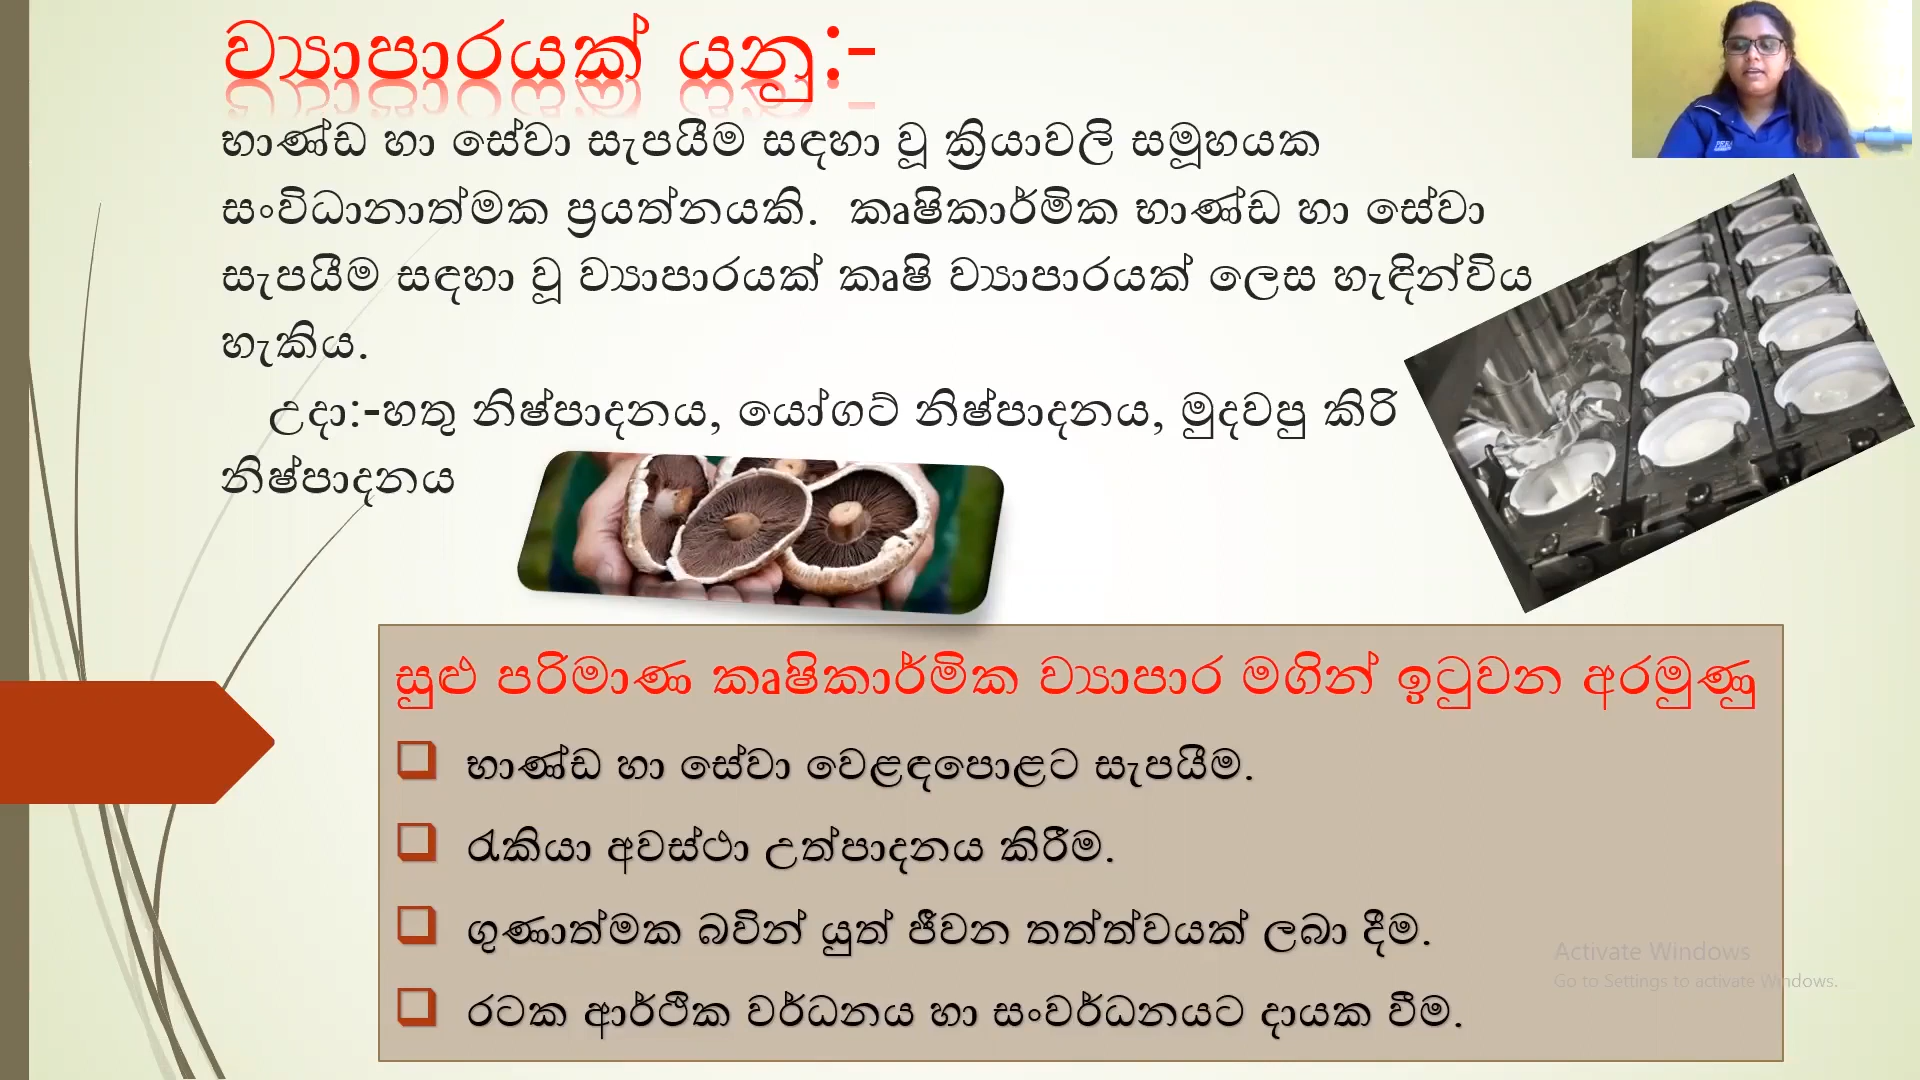 ව්‍යාපාරයක් යනු:-
භාණ්ඩ හා සේවා සැපයීම සඳහා වූ ක්‍රියාවලි සමූහයක
සංවිධානාත්මක ප්‍රයත්නයකි. කෘෂිකාර්මික භාණ්ඩ හා සේවා
සැපයීම සඳහා වූ ව්‍යාපාරයක් කෘෂි ව්‍යාපාරයක් ලෙස හැඳින්විය
හැකිය.
උදා:-හතු නිෂ්පාදනය, යෝගට් නිෂ්පාදනය, මුදවපු කිරි
නිෂ්පාදනය
සුළු පරිමාණ කෘෂිකාර්මික ව්‍යාපාර මගින් ඉටුවන අරමුණු
භාණ්ඩ හා සේවා වෙළඳපොළට සැපයීම.
රැකියා අවස්ථා උත්පාදනය කිරීම.
ගුණාත්මක බවින් යුත් ජීවන තත්ත්වයක් ලබා දීම.
රටක ආර්ථික වර්ධනය හා සංවර්ධනයට දායක වීම.
Activate Windows
Go to Settings to activate Windows.